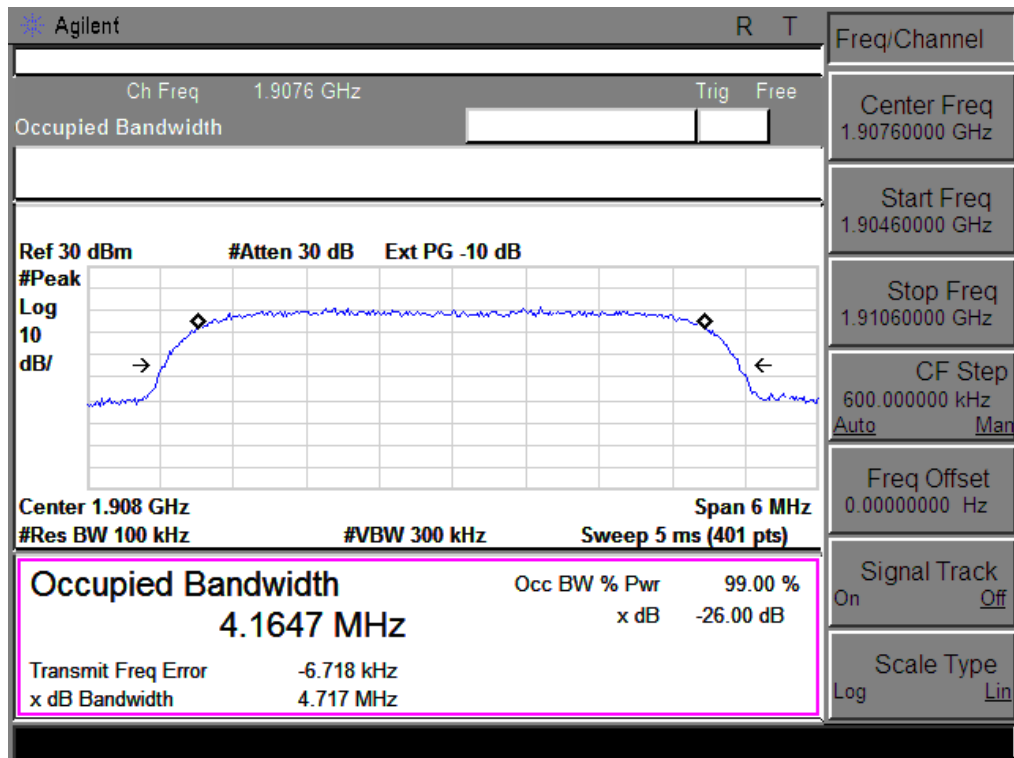 Agilent R T
Ch Freq 1.9076 GHz Trig Free
Occupied Bandwidth
Ref 30 dBm #Atten 30 dB Ext PG -10 dB
#Peak
Log
10
dB/
Center 1.908 GHz Span 6 MHz
#Res BW 100 kHz #VBW 300 kHz Sweep 5 ms (401 pts)
Occupied Bandwidth
4.1647 MHz
Occ BW % Pwr 99.00 %
x dB -26.00 dB
Transmit Freq Error -6.718 kHz
x dB Bandwidth 4.717 MHz
Freq/Channel
Center Freq
1.90760000 GHz
Start Freq
1.90460000 GHz
Stop Freq
1.91060000 GHz
CF Step
600.000000 kHz
Auto Man
Freq Offset
0.00000000 Hz
Signal Track
On Off
Scale Type
Log Lin